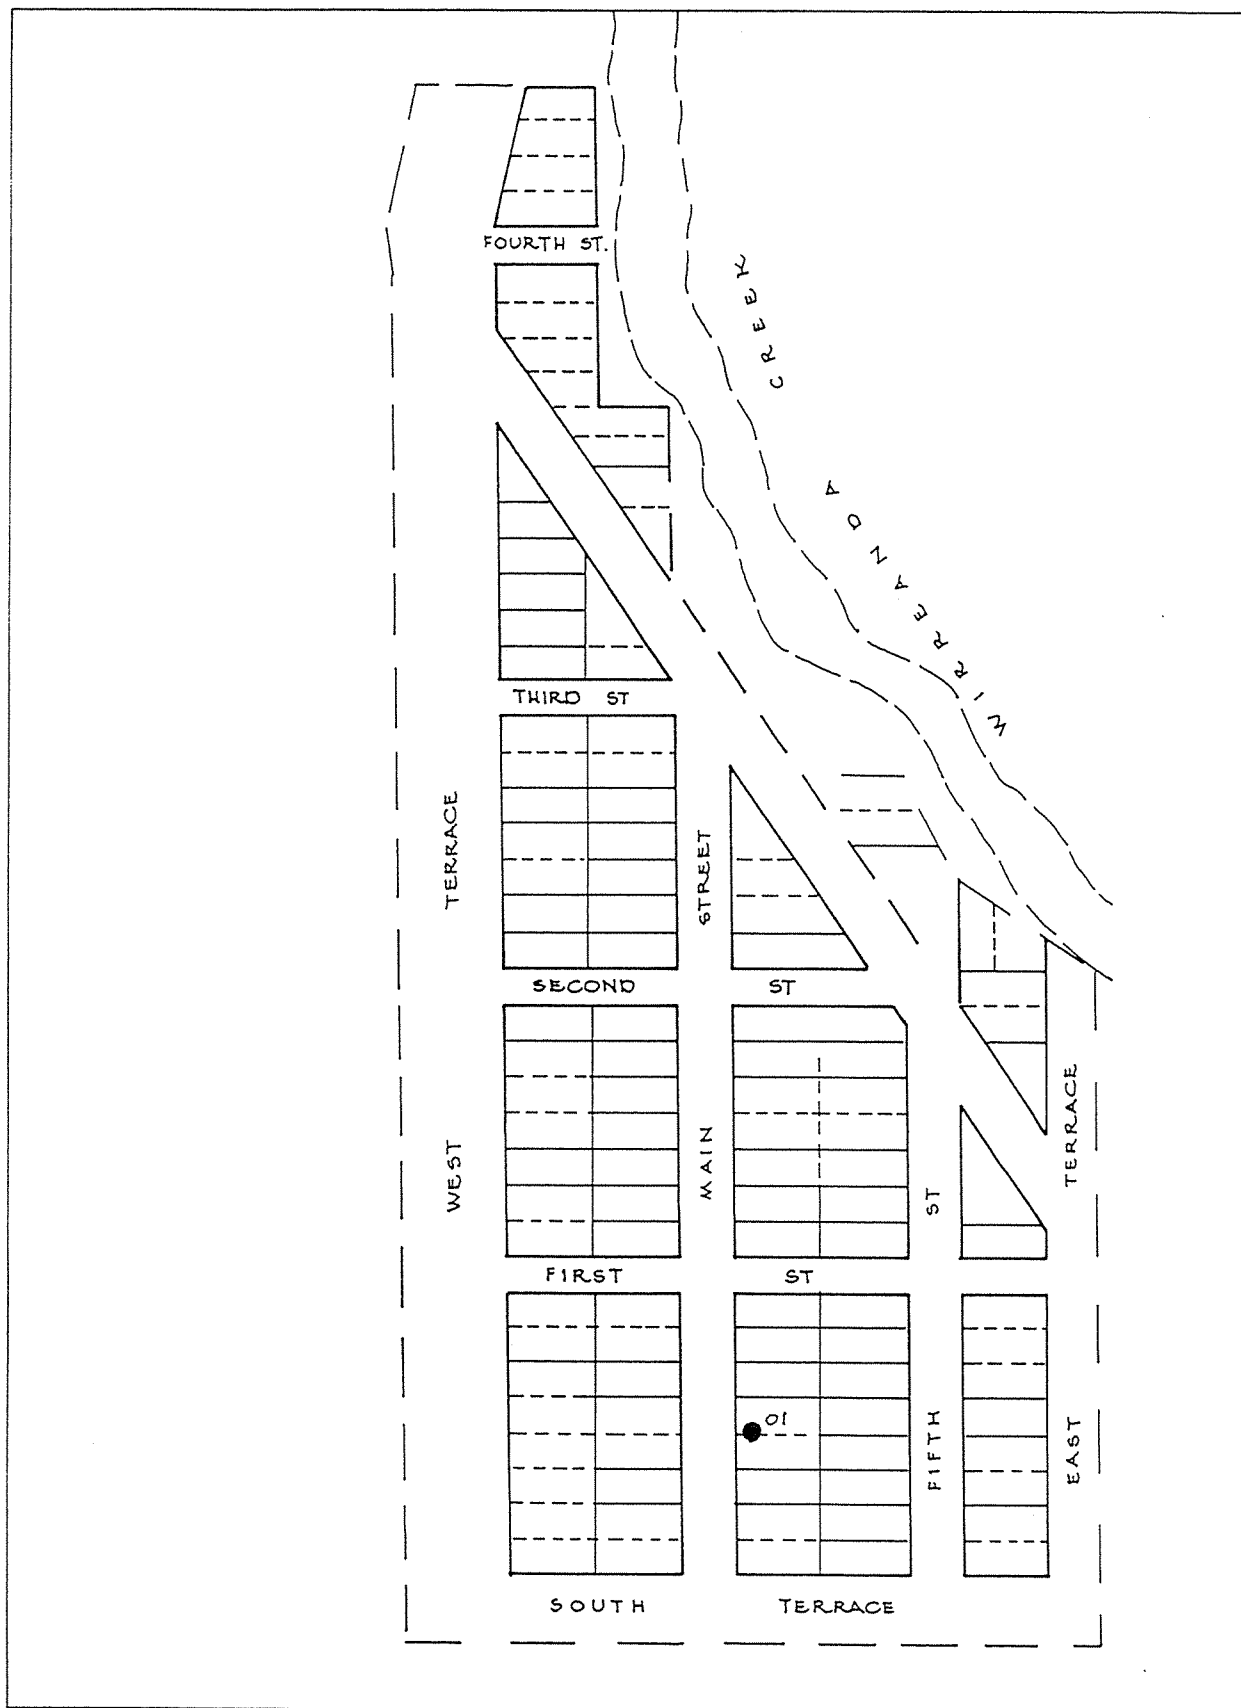 FOURTH ST.
CREEK
WIRREANDA
THIRD ST
TERRACE
STREET
SECOND ST
WEST
MAIN
ST
TERRACE
FIRST ST
01
FIFTH
EAST
SOUTH TERRACE